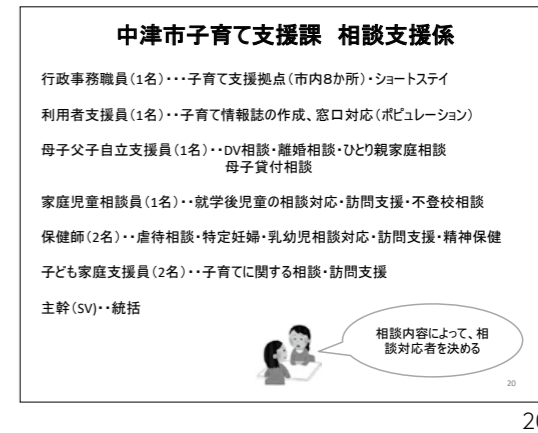 中津市子育て支援課　相談支援係
行政事務職員(1名)・・・子育て支援拠点(市内8か所)・ショートステイ
利用者支援員(1名)・・子育て情報誌の作成、窓口対応(ポピュレーション)
母子父子自立支援員(1名)・・DV相談・離婚相談・ひとり親家庭相談
母子貸付相談
家庭児童相談員(1名)・・就学後児童の相談対応・訪問支援・不登校相談
保健師(2名)・・虐待相談・特定妊婦・乳幼児相談対応・訪問支援・精神保健
子ども家庭支援員(2名)・・子育てに関する相談・訪問支援
主幹(SV)・・統括
相談内容によって、相
談対応者を決める
20